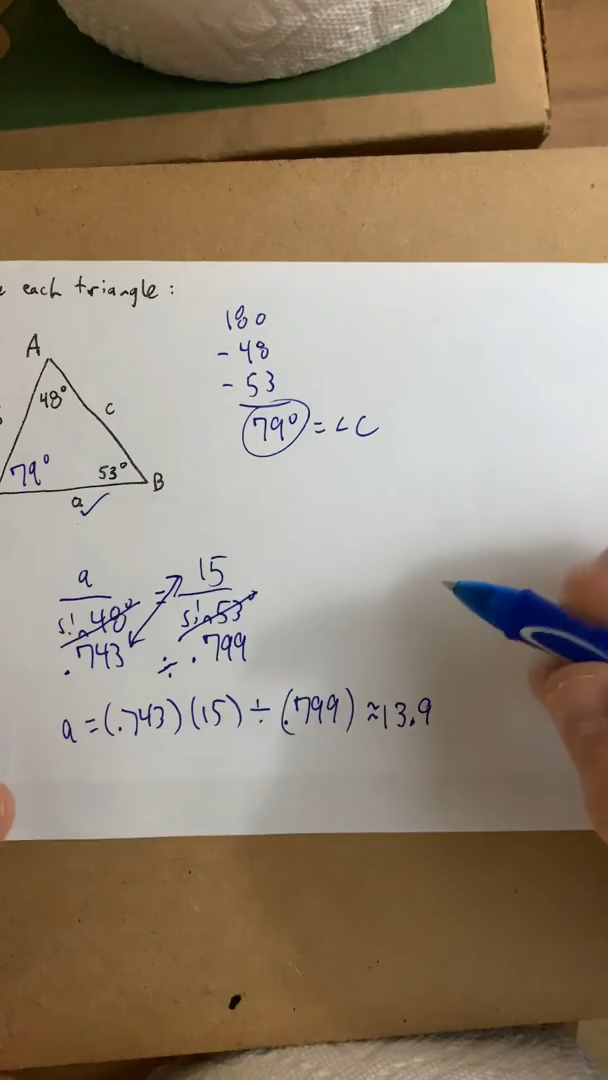 each triangle:
A
48°
c
79°
53°
B
a ✓
180
- 48
- 53
79° = ∠C
a = 15
sin 48° sin 53°
.743 ÷ .799
a = (.743)(15) ÷ (.799) ≈ 13.9